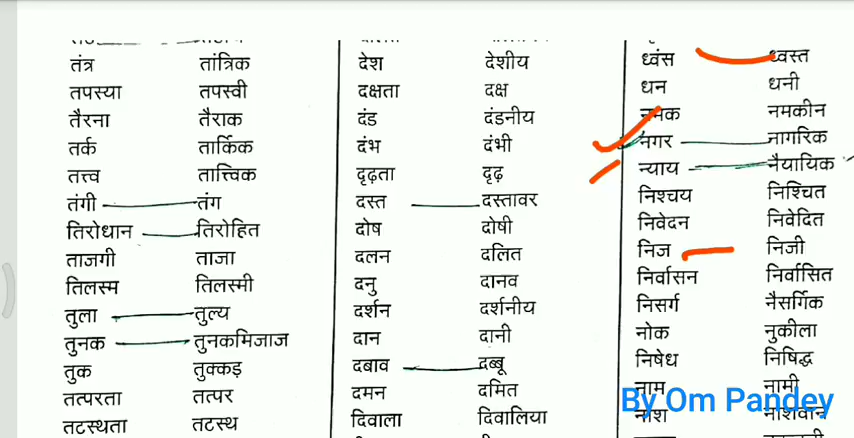 तंत्र तांत्रिक
तपस्या तपस्वी
तैरना तैराक
तर्क तार्किक
तत्त्व तात्त्विक
तंगी तंग
तिरोधान तिरोहित
ताजगी ताजा
तिलस्म तिलस्मी
तुला तुल्य
तुनक तुनकमिजाज
तुक तुक्कड़
तत्परता तत्पर
तटस्थता तटस्थ
देश देशीय
दक्षता दक्ष
दंड दंडनीय
दंभ दंभी
दृढ़ता दृढ़
दस्त दस्तावर
दोष दोषी
दलन दलित
दनु दानव
दर्शन दर्शनीय
दान दानी
दबाव दब्बू
दमन दमित
दिवाला दिवालिया
ध्वंस ध्वस्त
धन धनी
नमक नमकीन
नगर नागरिक
न्याय नैयायिक
निश्चय निश्चित
निवेदन निवेदित
निज निजी
निर्वासन निर्वासित
निसर्ग नैसर्गिक
नोक नुकीला
निषेध निषिद्ध
नाम नामी
नाश नाशवान
By Om Pandey